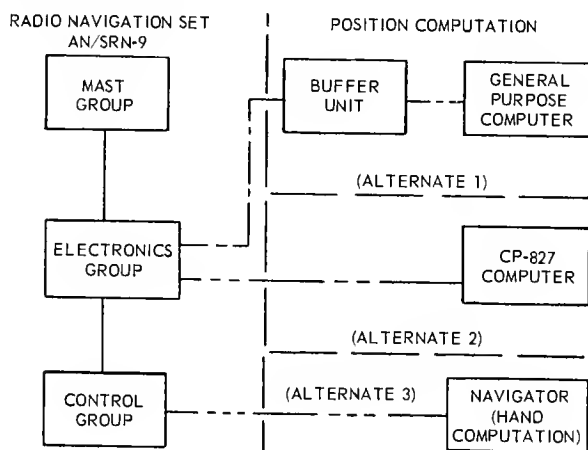 RADIO NAVIGATION SET
AN/SRN-9
POSITION COMPUTATION
MAST
GROUP
BUFFER
UNIT
GENERAL
PURPOSE
COMPUTER
(ALTERNATE 1)
ELECTRONICS
GROUP
CP-827
COMPUTER
(ALTERNATE 2)
CONTROL
GROUP
(ALTERNATE 3)
NAVIGATOR
(HAND
COMPUTATION)